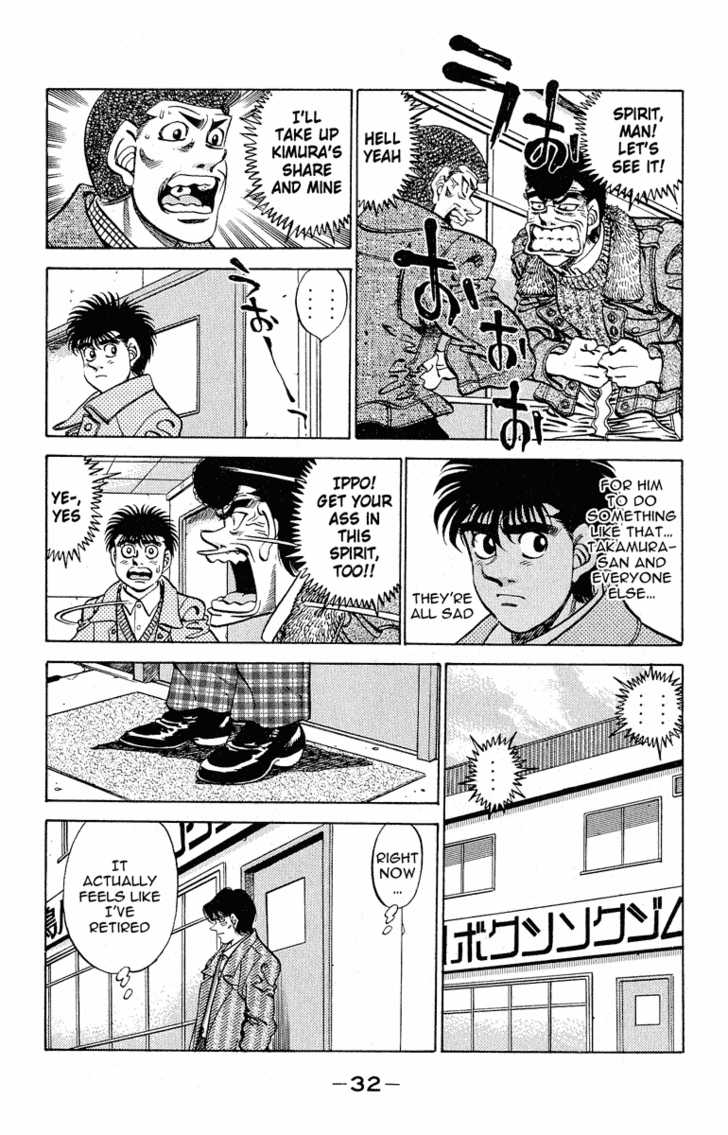 SPIRIT,
MAN!
LET'S
SEE IT!
うおお
おおお
HELL
YEAH
I'LL
TAKE UP
KIMURA'S
SHARE
AND MINE
うおー
. . . .
FOR HIM
TO DO
SOMETHING
LIKE THAT...
TAKAMURA-
SAN AND
EVERYONE
ELSE...
THEY'RE
ALL SAD
IPPO!
GET YOUR
ASS IN
THIS
SPIRIT,
TOO!!
YE-,
YES
. . . .
. . . .
ボクシングジム
RIGHT
NOW
...
IT
ACTUALLY
FEELS LIKE
I'VE
RETIRED
-32-